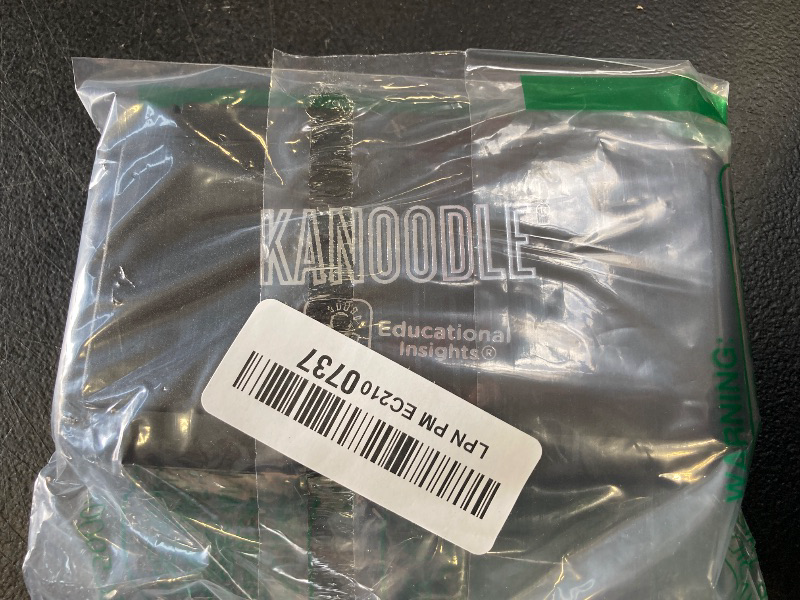 KANOODLE
Educational
Insights®
LPN PM EC210 0737
WARNING: